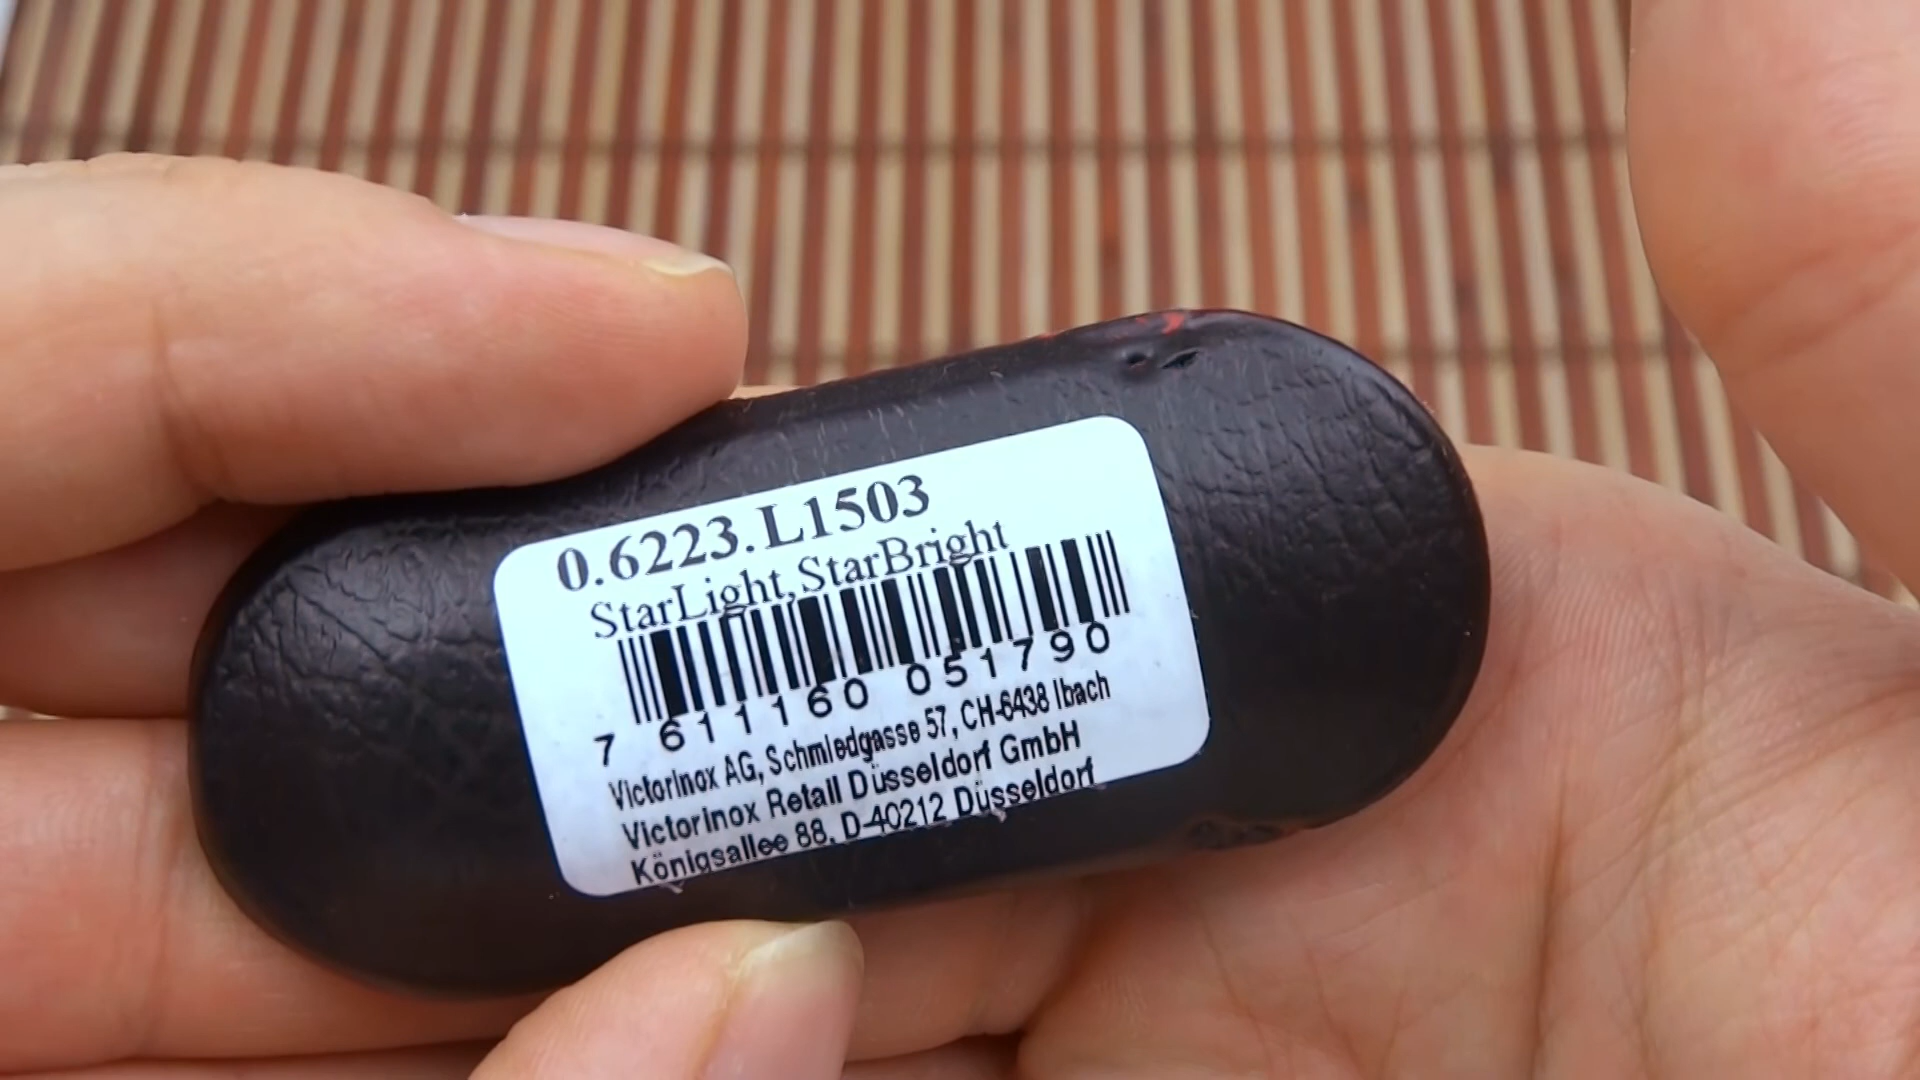 0.6223.L1503
StarLight,StarBright
7 611160 051790
Victorinox AG, Schmiedgasse 57, CH-6438 Ibach
Victorinox Retail Düsseldorf GmbH
Königsallee 88, D-40212 Düsseldorf